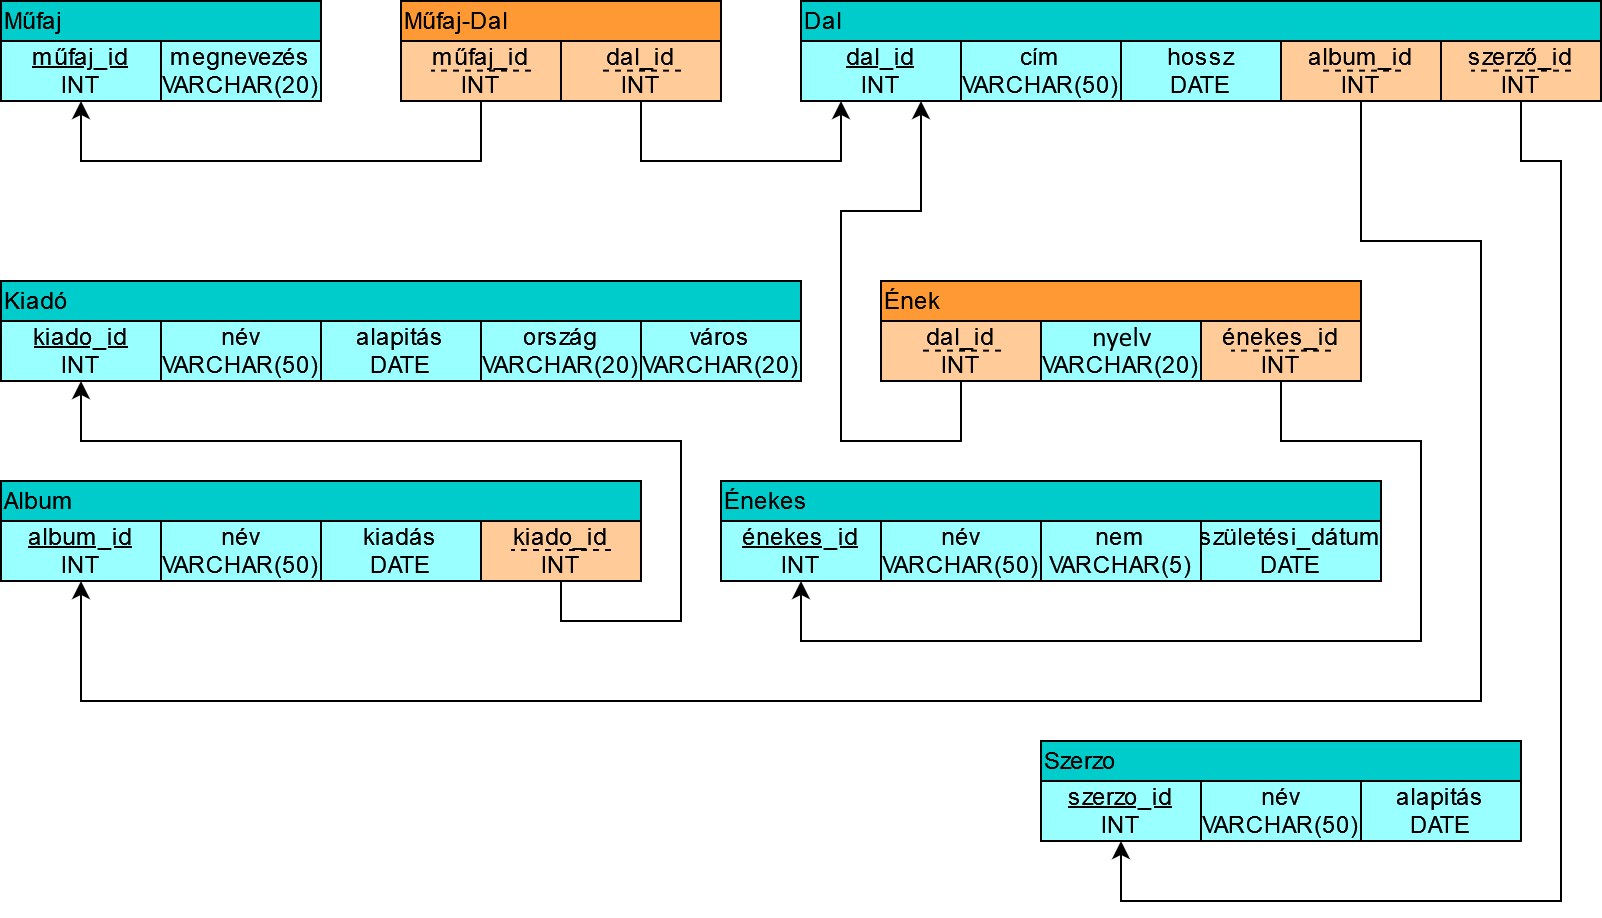 Műfaj
műfaj_id
INT
megnevezés
VARCHAR(20)
Műfaj-Dal
műfaj_id
INT
dal_id
INT
Dal
dal_id
INT
cím
VARCHAR(50)
hossz
DATE
album_id
INT
szerző_id
INT
Kiadó
kiado_id
INT
név
VARCHAR(50)
alapitás
DATE
ország
VARCHAR(20)
város
VARCHAR(20)
Ének
dal_id
INT
nyelv
VARCHAR(20)
énekes_id
INT
Album
album_id
INT
név
VARCHAR(50)
kiadás
DATE
kiado_id
INT
Énekes
énekes_id
INT
név
VARCHAR(50)
nem
VARCHAR(5)
születési_dátum
DATE
Szerzo
szerzo_id
INT
név
VARCHAR(50)
alapitás
DATE